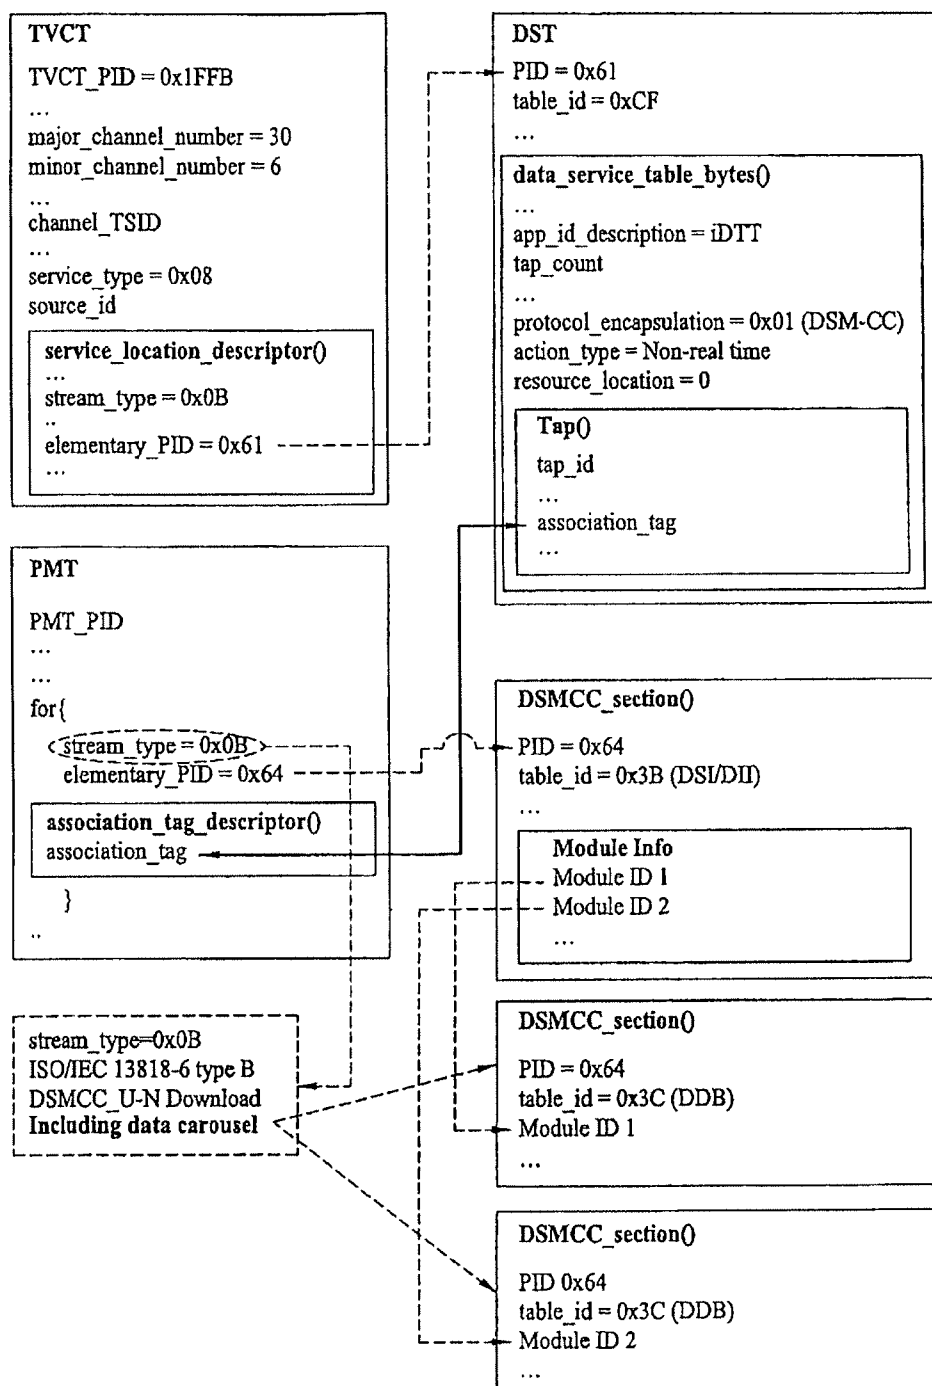 TVCT
TVCT_PID = 0x1FFB
...
major_channel_number = 30
minor_channel_number = 6
...
channel_TSID
...
service_type = 0x08
source_id
service_location_descriptor()
...
stream_type = 0x0B
..
elementary_PID = 0x61
...
DST
PID = 0x61
table_id = 0xCF
...
data_service_table_bytes()
...
app_id_description = iDTT
tap_count
...
protocol_encapsulation = 0x01 (DSM-CC)
action_type = Non-real time
resource_location = 0
Tap()
tap_id
...
association_tag
...
PMT
PMT_PID
...
...
for{
stream_type = 0x0B
elementary_PID = 0x64
association_tag_descriptor()
association_tag
}
..
DSMCC_section()
PID = 0x64
table_id = 0x3B (DSI/DII)
...
Module Info
Module ID 1
Module ID 2
...
stream_type=0x0B
ISO/IEC 13818-6 type B
DSMCC_U-N Download
Including data carousel
DSMCC_section()
PID = 0x64
table_id = 0x3C (DDB)
Module ID 1
...
DSMCC_section()
PID 0x64
table_id = 0x3C (DDB)
Module ID 2
...